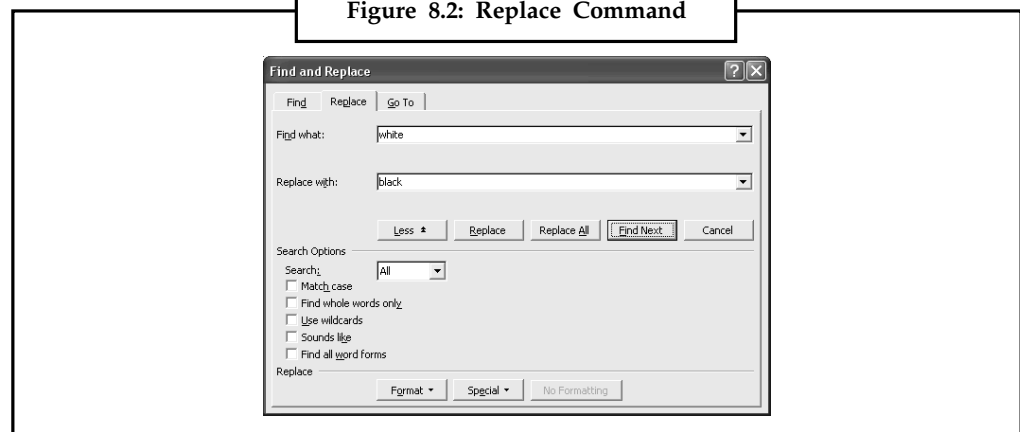 Figure 8.2: Replace Command
Find and Replace
Find Replace Go To
Find what: white
Replace with: black
Less Replace Replace All Find Next Cancel
Search Options
Search: All
Match case
Find whole words only
Use wildcards
Sounds like
Find all word forms
Replace
Format Special No Formatting